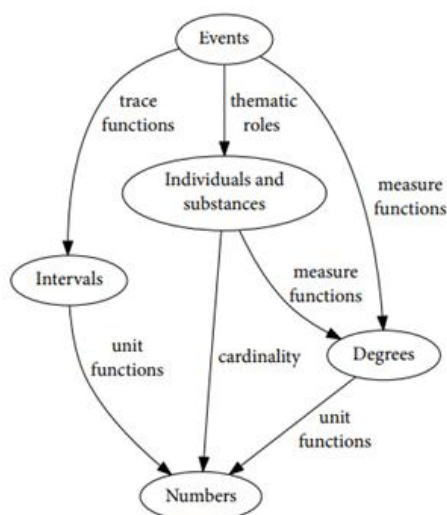 Events
trace
functions
thematic
roles
measure
functions
Individuals and
substances
Intervals
measure
functions
unit
functions
cardinality
Degrees
unit
functions
Numbers